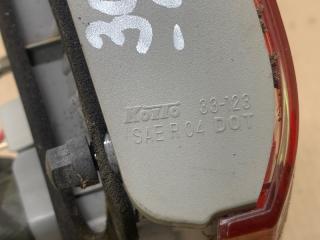 Koito 33-123
SAE R 04 DOT